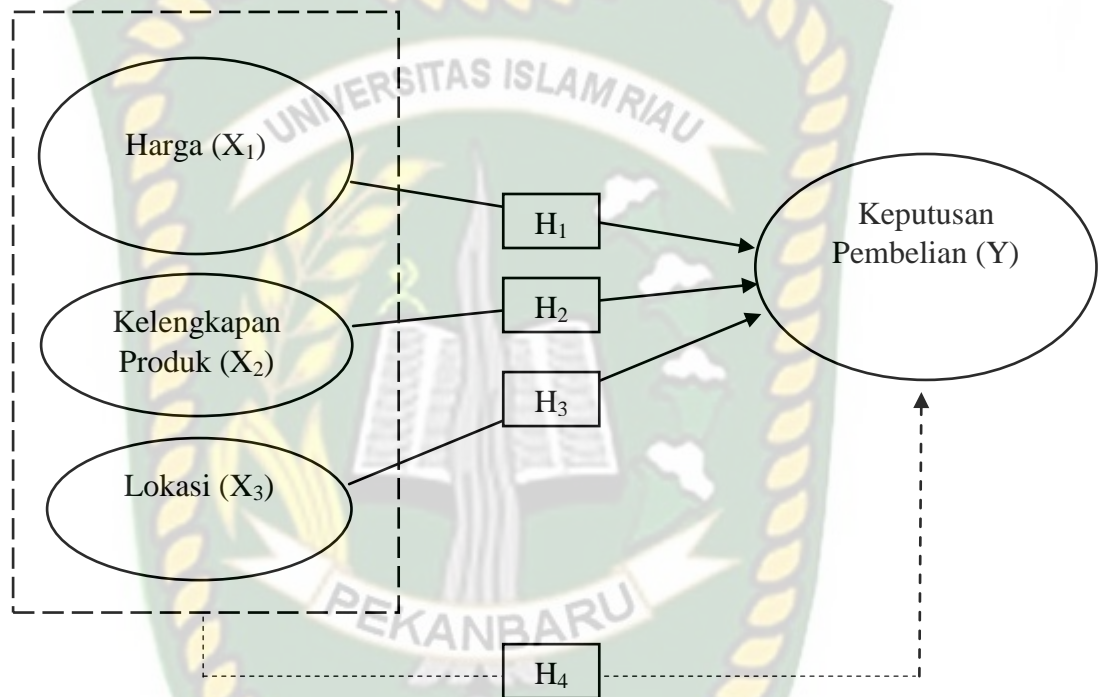 UNIVERSITAS ISLAM RIAU
Harga (X₁)
H₁
Keputusan
Pembelian (Y)
Kelengkapan
Produk (X₂)
H₂
H₃
Lokasi (X₃)
PEKANBARU
H₄